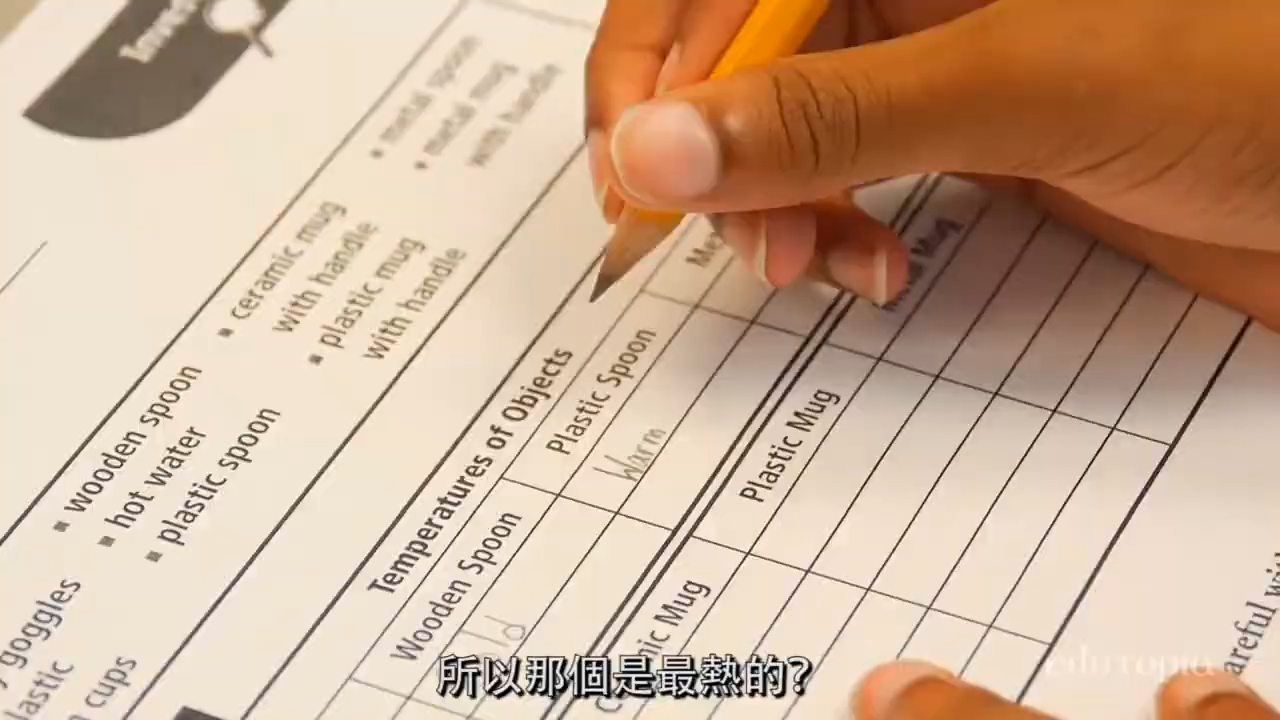 ▪ metal spoon
▪ metal mug
with handle
▪ ceramic mug
with handle
▪ plastic mug
with handle
▪ wooden spoon
▪ hot water
▪ plastic spoon
goggles
cups
Temperatures of Objects
Wooden Spoon
Plastic Spoon
Warm
Mug
Plastic Mug
Mug
所以那個是最熱的?
edutopia